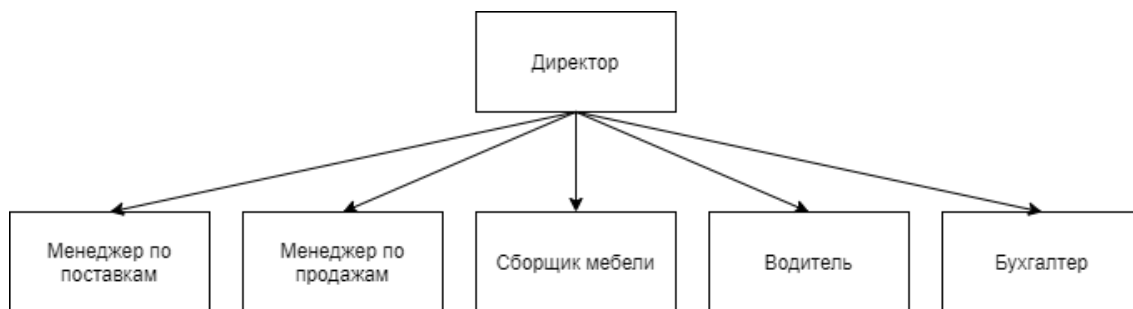 Директор
Менеджер по
поставкам
Менеджер по
продажам
Сборщик мебели
Водитель
Бухгалтер